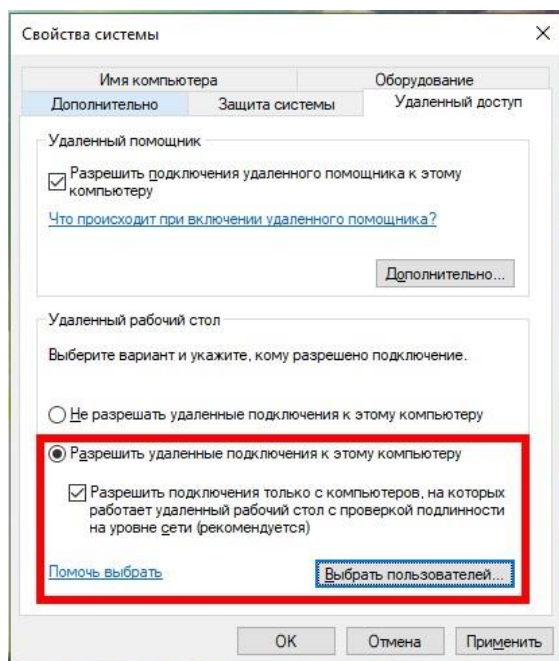 Свойства системы
Имя компьютера
Оборудование
Дополнительно
Защита системы
Удаленный доступ
Удаленный помощник
Разрешить подключения удаленного помощника к этому
компьютеру
Что происходит при включении удаленного помощника?
Дополнительно...
Удаленный рабочий стол
Выберите вариант и укажите, кому разрешено подключение.
Не разрешать удаленные подключения к этому компьютеру
Разрешить удаленные подключения к этому компьютеру
Разрешить подключения только с компьютеров, на которых
работает удаленный рабочий стол с проверкой подлинности
на уровне сети (рекомендуется)
Помочь выбрать
Выбрать пользователей...
OK
Отмена
Применить